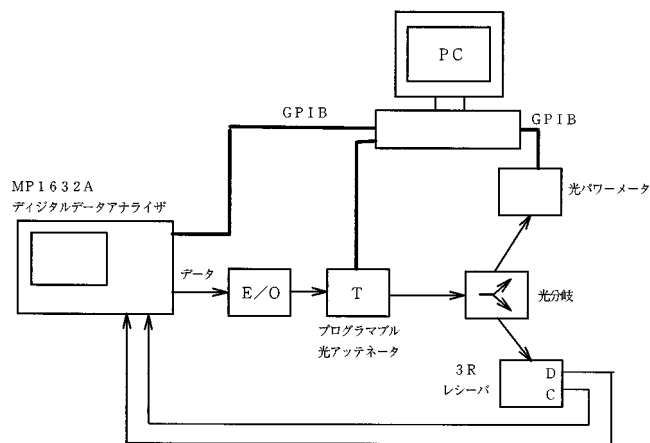 PC
GPIB
GPIB
MP1632A
ディジタルデータアナライザ
光パワーメータ
データ
E/O
T
光分岐
プログラマブル
光アッテネータ
3R
レシーバ
D
C